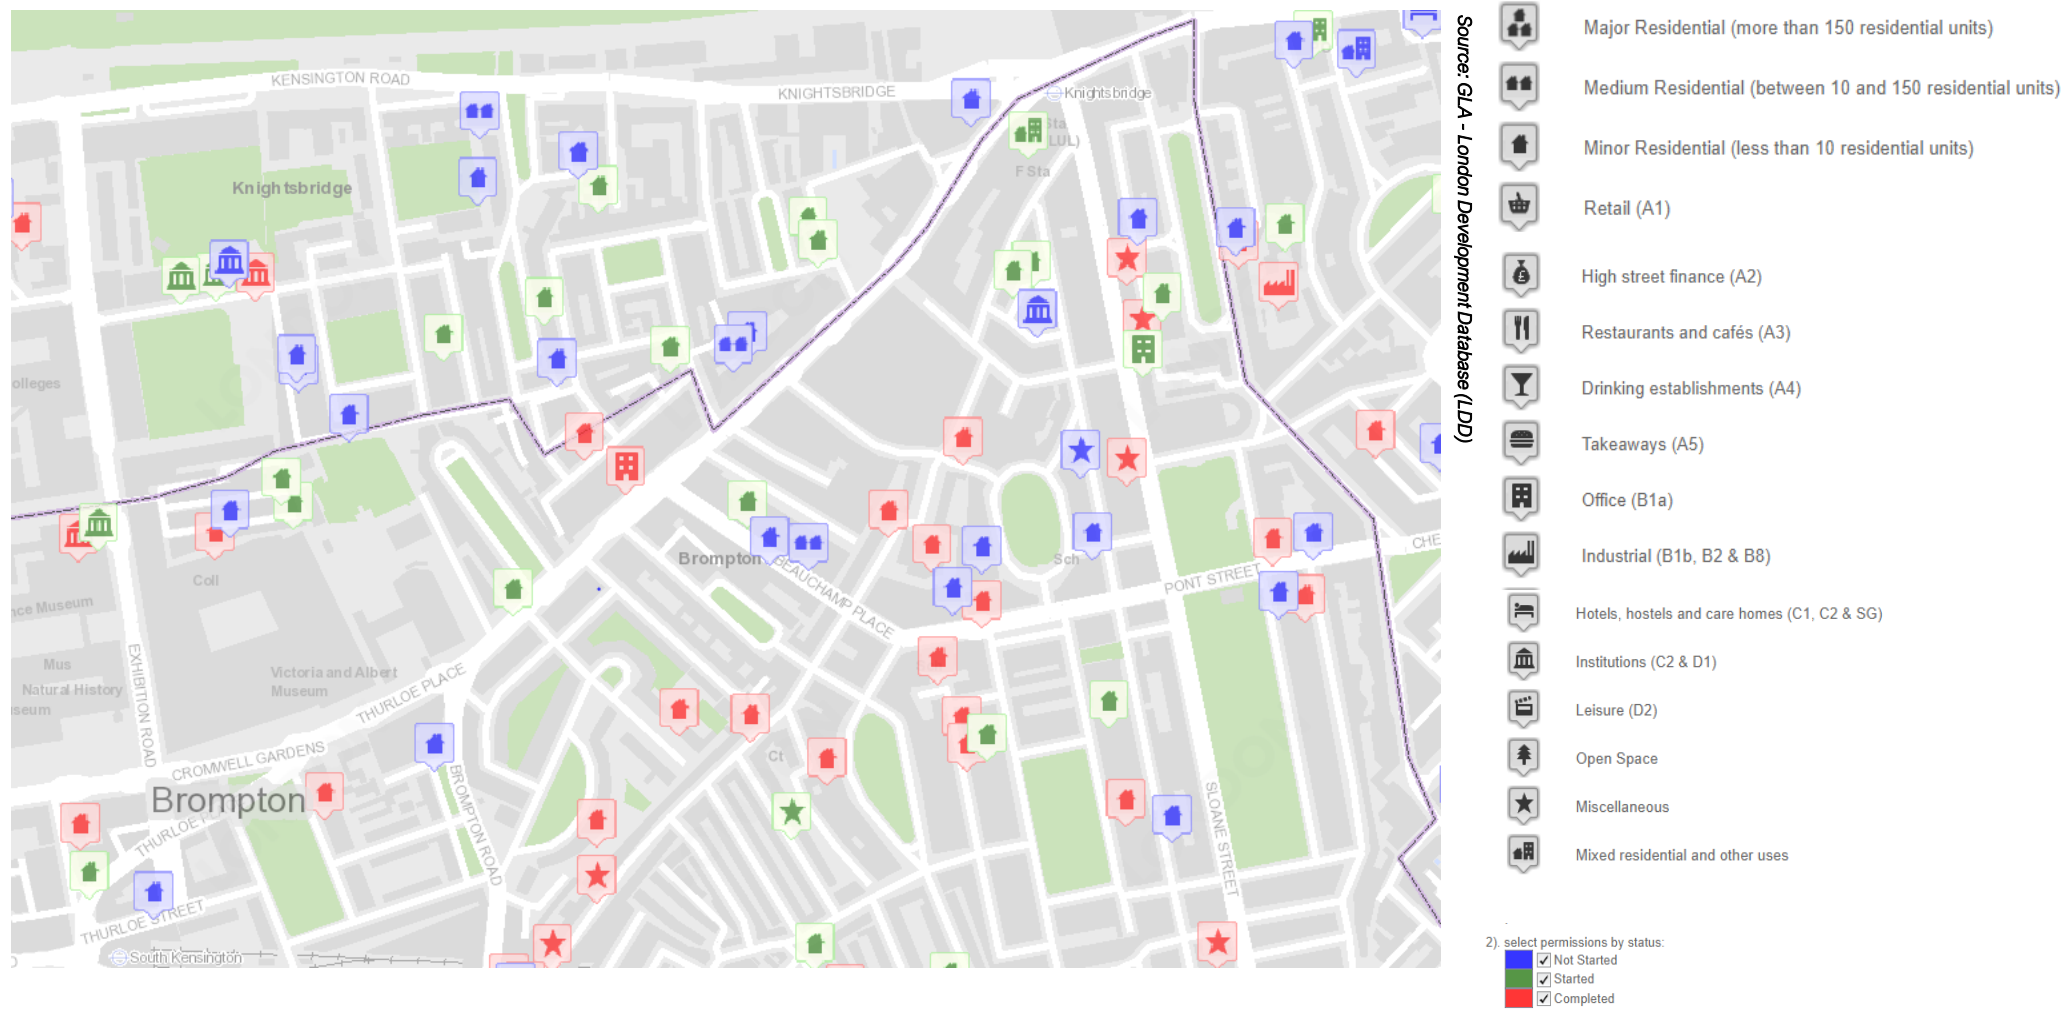 KENSINGTON ROAD
KNIGHTSBRIDGE
Knightsbridge
Sta
LUL)
F Sta
Knightsbridge
olleges
Coll
nce Museum
Mus
Natural History
seum
EXHIBITION ROAD
Victoria and Albert
Museum
THURLOE PLACE
CROMWELL GARDENS
Brompton
THURLOE P
THURLOE STREET
South Kensington
BROMPTON ROAD
Brompton
BEAUCHAMP PLACE
Sch
PONT STREET
CHE
Ct
SLOANE STREET
Source: GLA - London Development Database (LDD)
Major Residential (more than 150 residential units)
Medium Residential (between 10 and 150 residential units)
Minor Residential (less than 10 residential units)
Retail (A1)
High street finance (A2)
Restaurants and cafés (A3)
Drinking establishments (A4)
Takeaways (A5)
Office (B1a)
Industrial (B1b, B2 & B8)
Hotels, hostels and care homes (C1, C2 & SG)
Institutions (C2 & D1)
Leisure (D2)
Open Space
Miscellaneous
Mixed residential and other uses
2). select permissions by status:
Not Started
Started
Completed